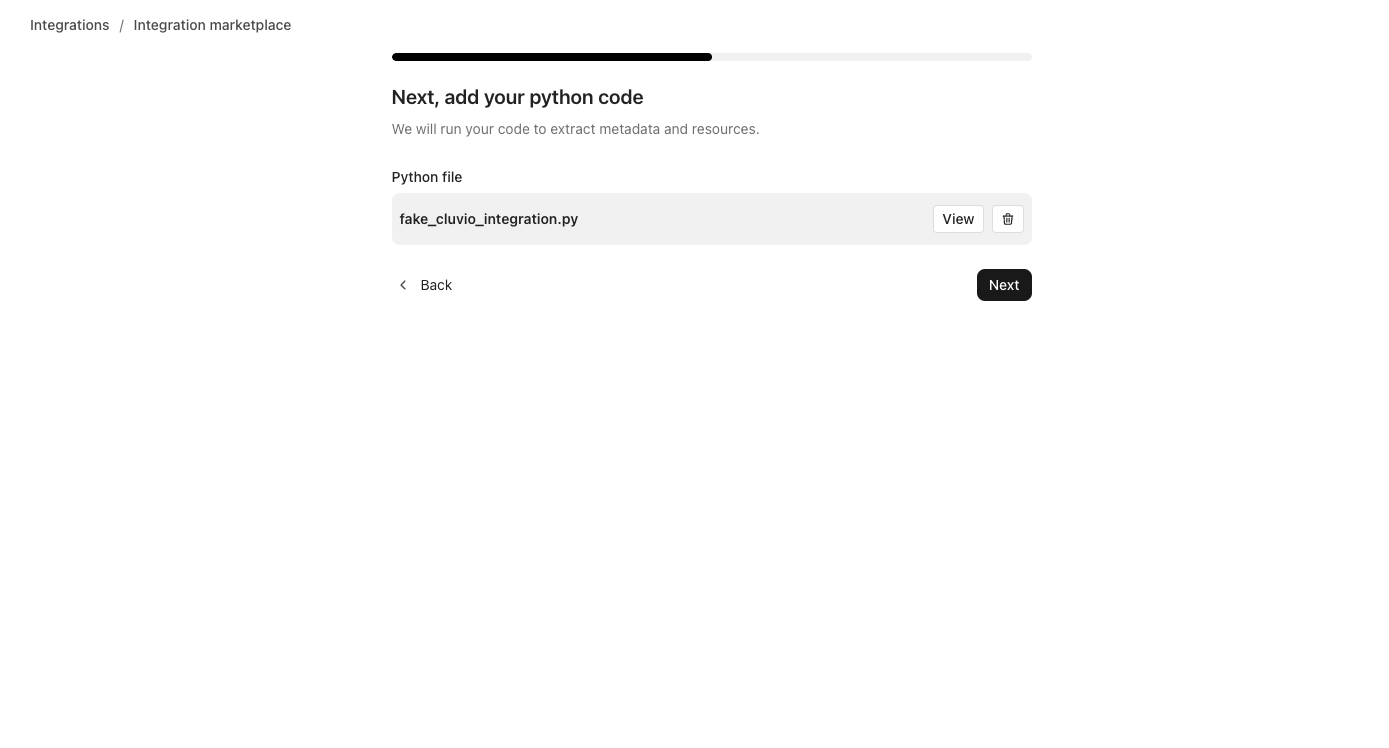 Integrations / Integration marketplace
Next, add your python code
We will run your code to extract metadata and resources.
Python file
fake_cluvio_integration.py View
Back Next